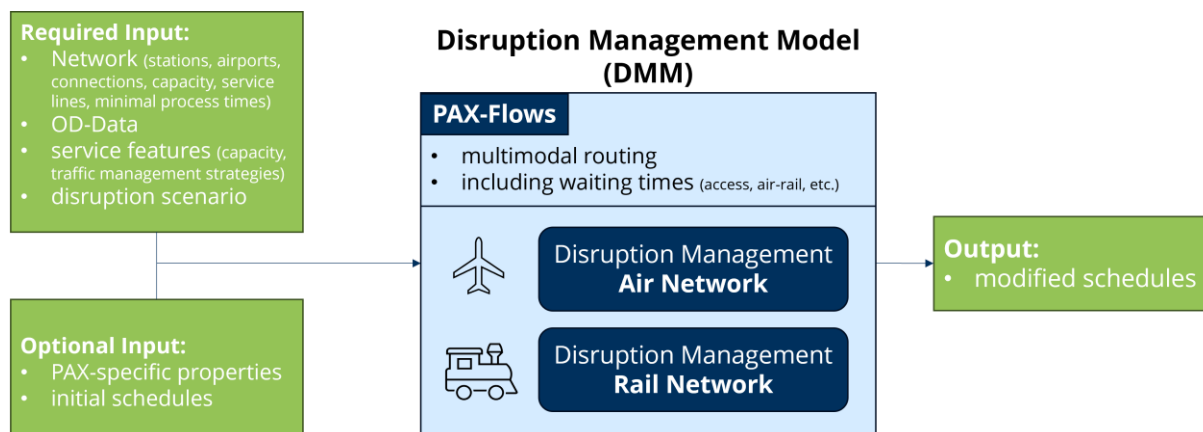 Required Input:
• Network (stations, airports,
connections, capacity, service
lines, minimal process times)
• OD-Data
• service features (capacity,
traffic management strategies)
• disruption scenario
Optional Input:
• PAX-specific properties
• initial schedules
Disruption Management Model
(DMM)
PAX-Flows
• multimodal routing
• including waiting times (access, air-rail, etc.)
Disruption Management
Air Network
Disruption Management
Rail Network
Output:
• modified schedules